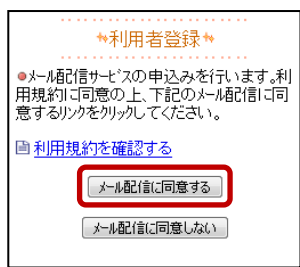 利用者登録
●メール配信サービスの申込みを行います。利
用規約に同意の上、下記のメール配信に同
意するリンクをクリックしてください。
利用規約を確認する
メール配信に同意する
メール配信に同意しない